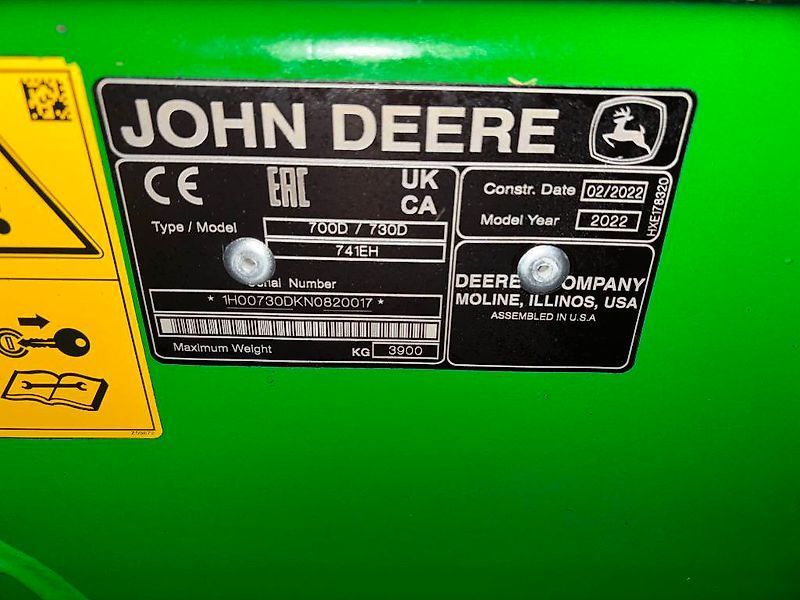 JOHN DEERE
CE EAC UK
CA
Type / Model 700D / 730D
741EH
Serial Number
* 1H00730DKN0820017 *
Maximum Weight KG 3900
Constr. Date 02/2022
Model Year 2022
HXE178320
DEERE COMPANY
MOLINE, ILLINOS, USA
ASSEMBLED IN U.S.A